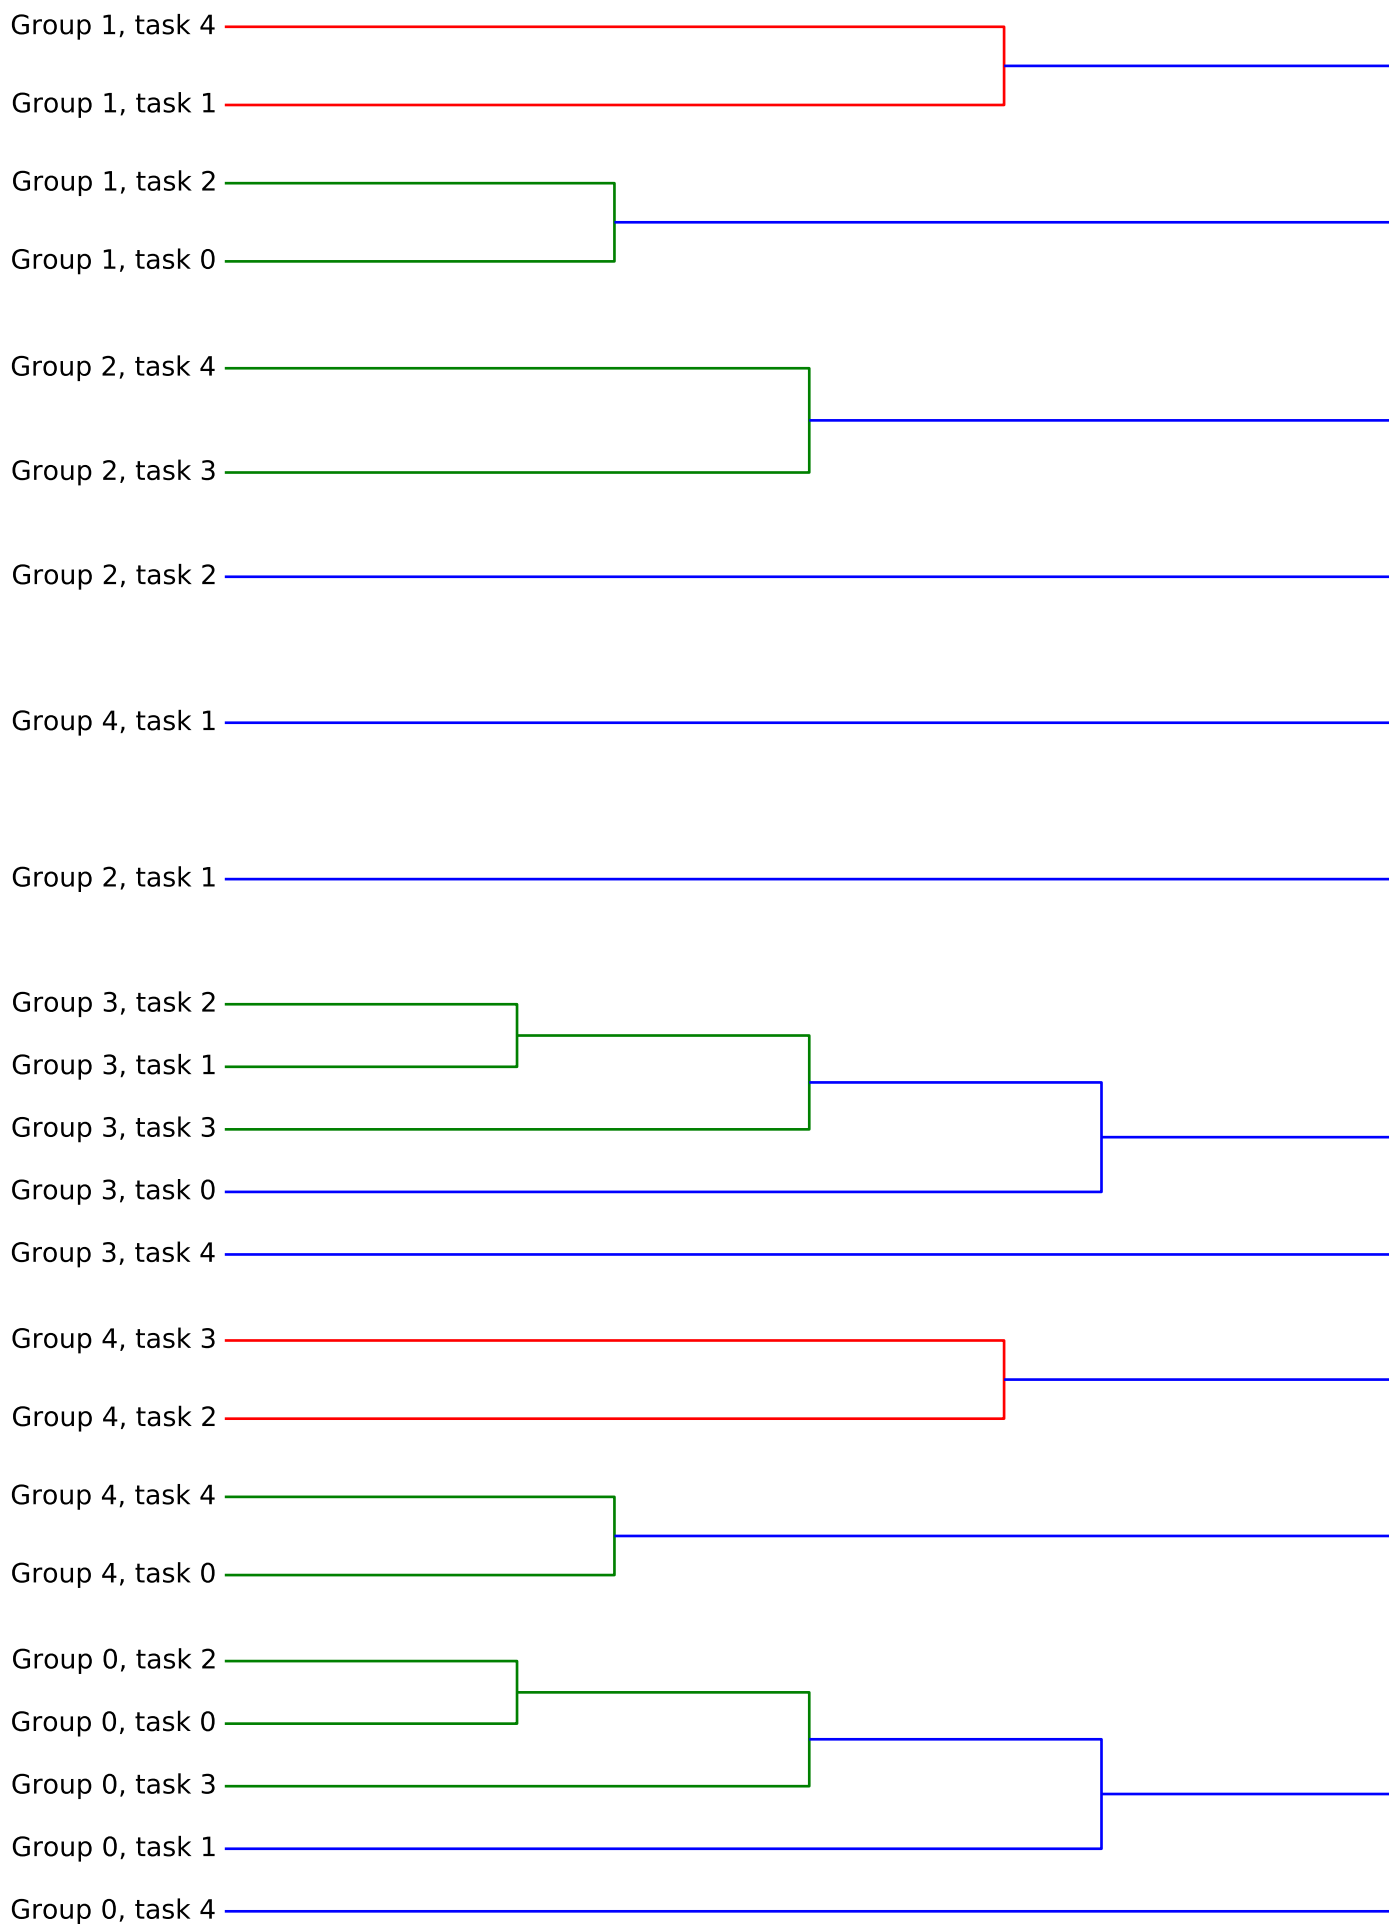 Group 1, task 4
Group 1, task 1
Group 1, task 2
Group 1, task 0
Group 2, task 4
Group 2, task 3
Group 2, task 2
Group 4, task 1
Group 2, task 1
Group 3, task 2
Group 3, task 1
Group 3, task 3
Group 3, task 0
Group 3, task 4
Group 4, task 3
Group 4, task 2
Group 4, task 4
Group 4, task 0
Group 0, task 2
Group 0, task 0
Group 0, task 3
Group 0, task 1
Group 0, task 4